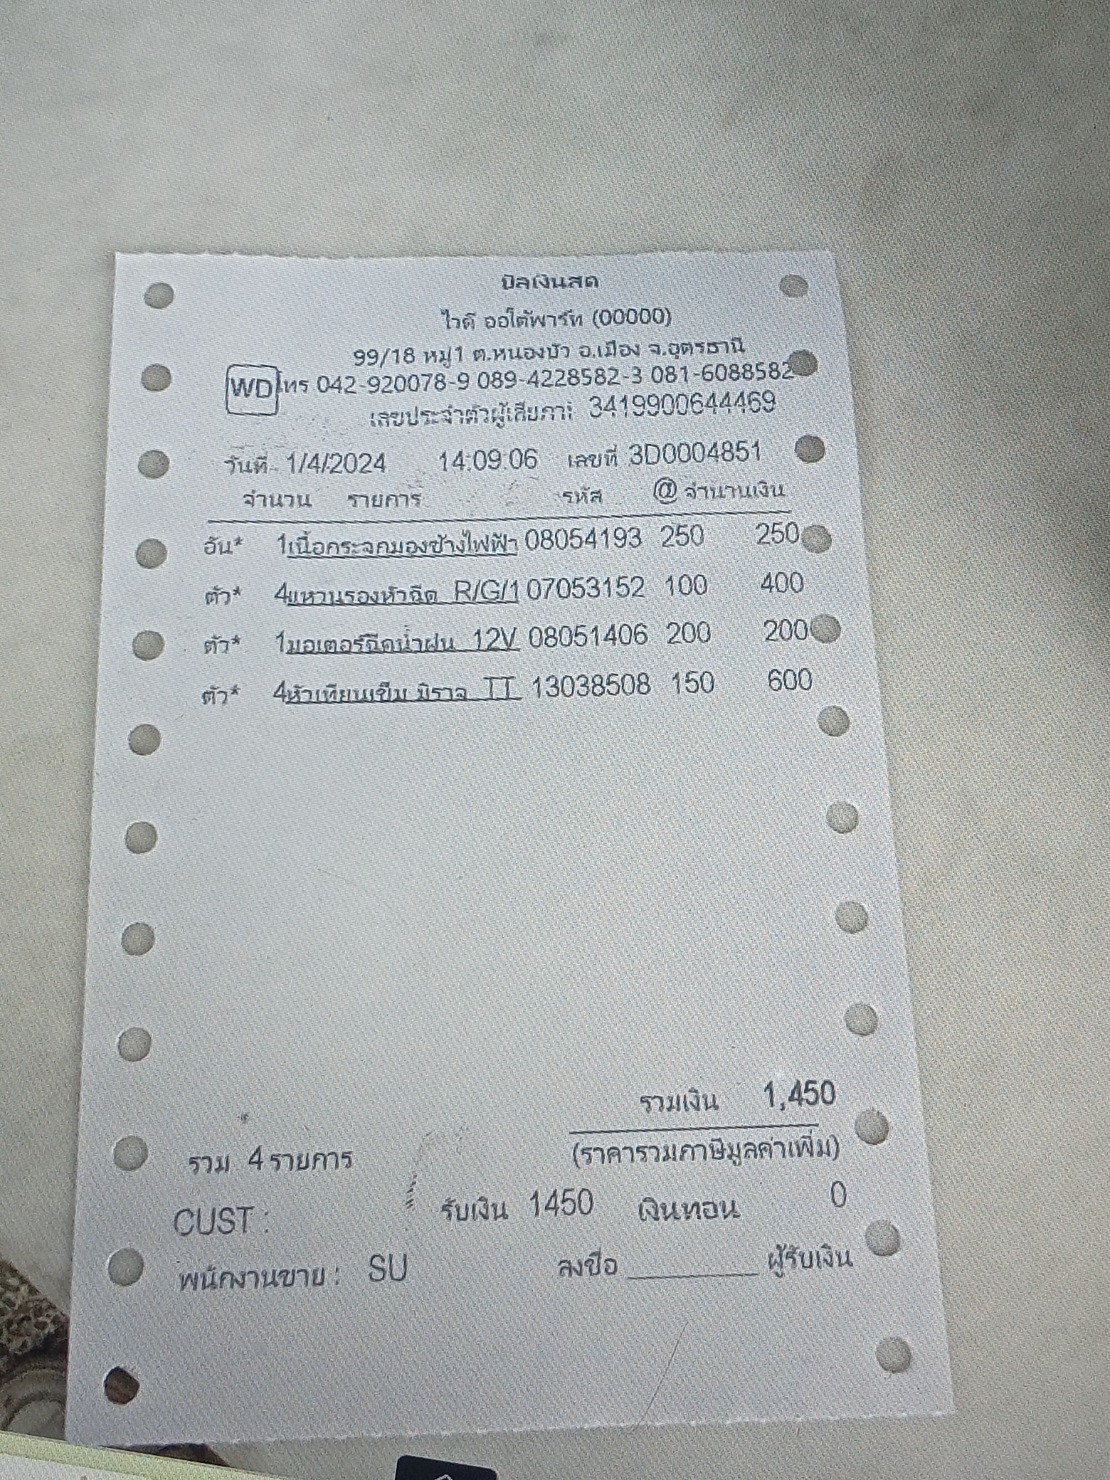 บิลเงินสด
ไวดี ออโต้พาร์ท (00000)
99/18 หมู่1 ต.หนองบัว อ.เมือง จ.อุดรธานี
WD โทร 042-920078-9 089-4228582-3 081-6088582
เลขประจำตัวผู้เสียภาษี 3419900644469
วันที่ 1/4/2024 14:09:06 เลขที่ 3D0004851
จำนวน รายการ รหัส @ จำนวนเงิน
อัน* 1เนื้อกระจกมองข้างไฟฟ้า 08054193 250 250
ตัว* 4แหวนรองหัวฉีด R/G/1 07053152 100 400
ตัว* 1มอเตอร์ฉีดน้ำฝน 12V 08051406 200 200
ตัว* 4หัวเทียนเข็ม มิราจ TT 13038508 150 600
รวมเงิน 1,450
รวม 4 รายการ (ราคารวมภาษีมูลค่าเพิ่ม)
CUST : รับเงิน 1450 เงินทอน 0
พนักงานขาย : SU ลงชื่อ ________ ผู้รับเงิน